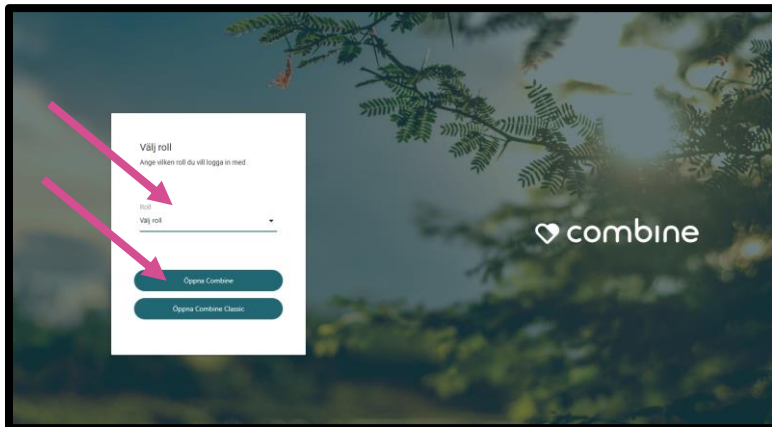 Välj roll
Ange vilken roll du vill logga in med
Roll
Välj roll
Öppna Combine
Öppna Combine Classic
combine